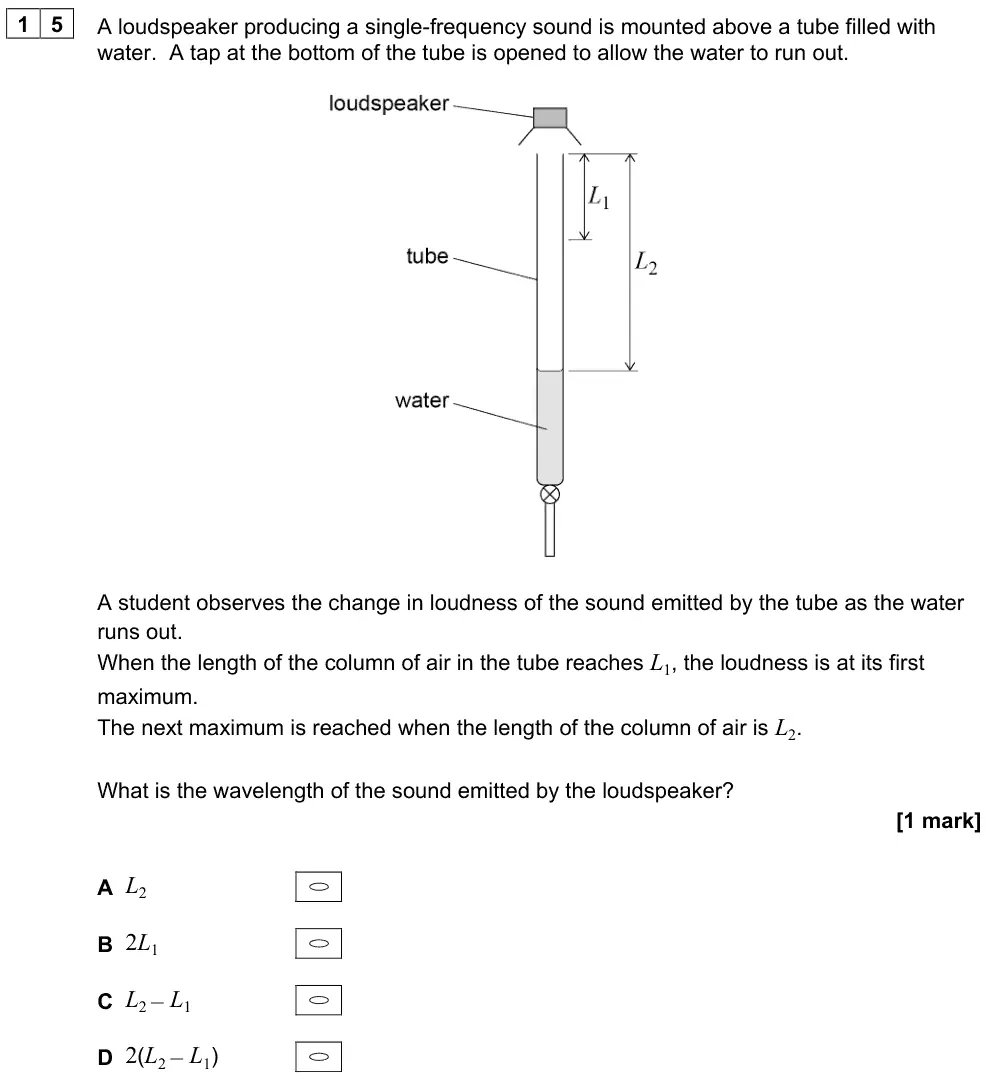 1 5 A loudspeaker producing a single-frequency sound is mounted above a tube filled with
water. A tap at the bottom of the tube is opened to allow the water to run out.
loudspeaker
L₁
tube
L₂
water
A student observes the change in loudness of the sound emitted by the tube as the water
runs out.
When the length of the column of air in the tube reaches L₁, the loudness is at its first
maximum.
The next maximum is reached when the length of the column of air is L₂.
What is the wavelength of the sound emitted by the loudspeaker?
[1 mark]
A L₂
B 2L₁
C L₂ – L₁
D 2(L₂ – L₁)